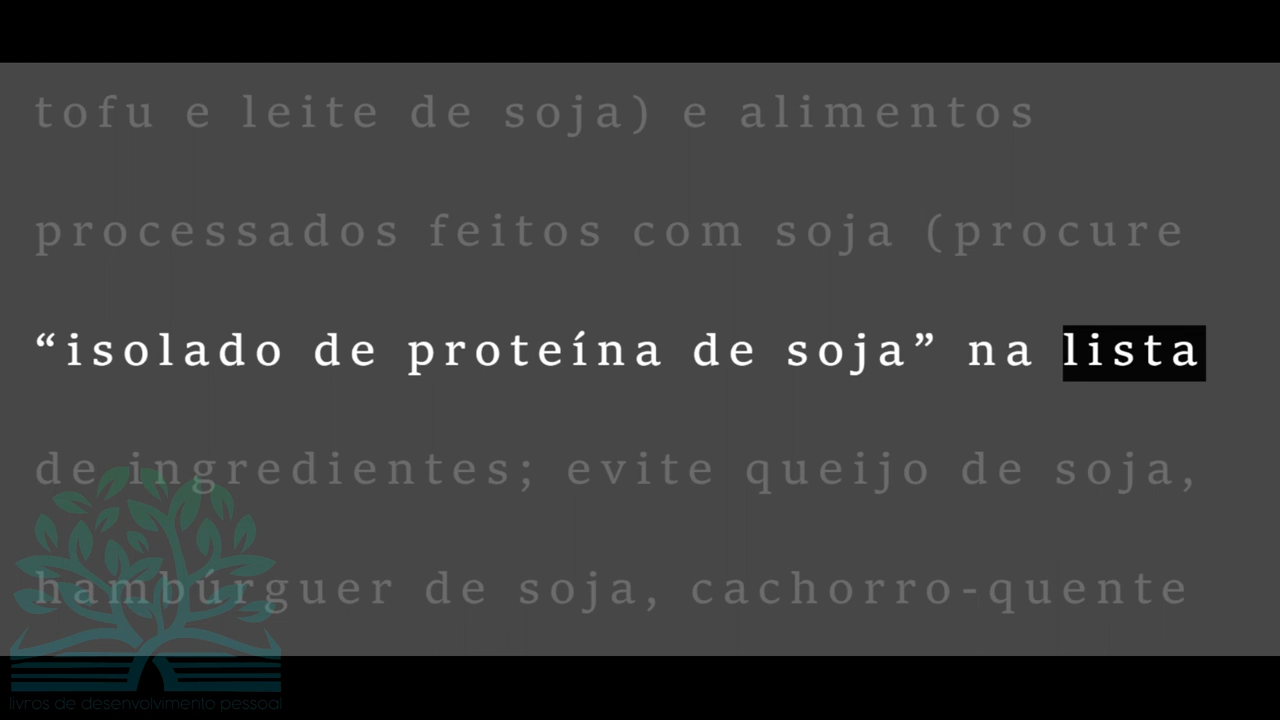 tofu e leite de soja) e alimentos
processados feitos com soja (procure
“isolado de proteína de soja” na lista
de ingredientes; evite queijo de soja,
hambúrguer de soja, cachorro-quente
livros de desenvolvimento pessoal